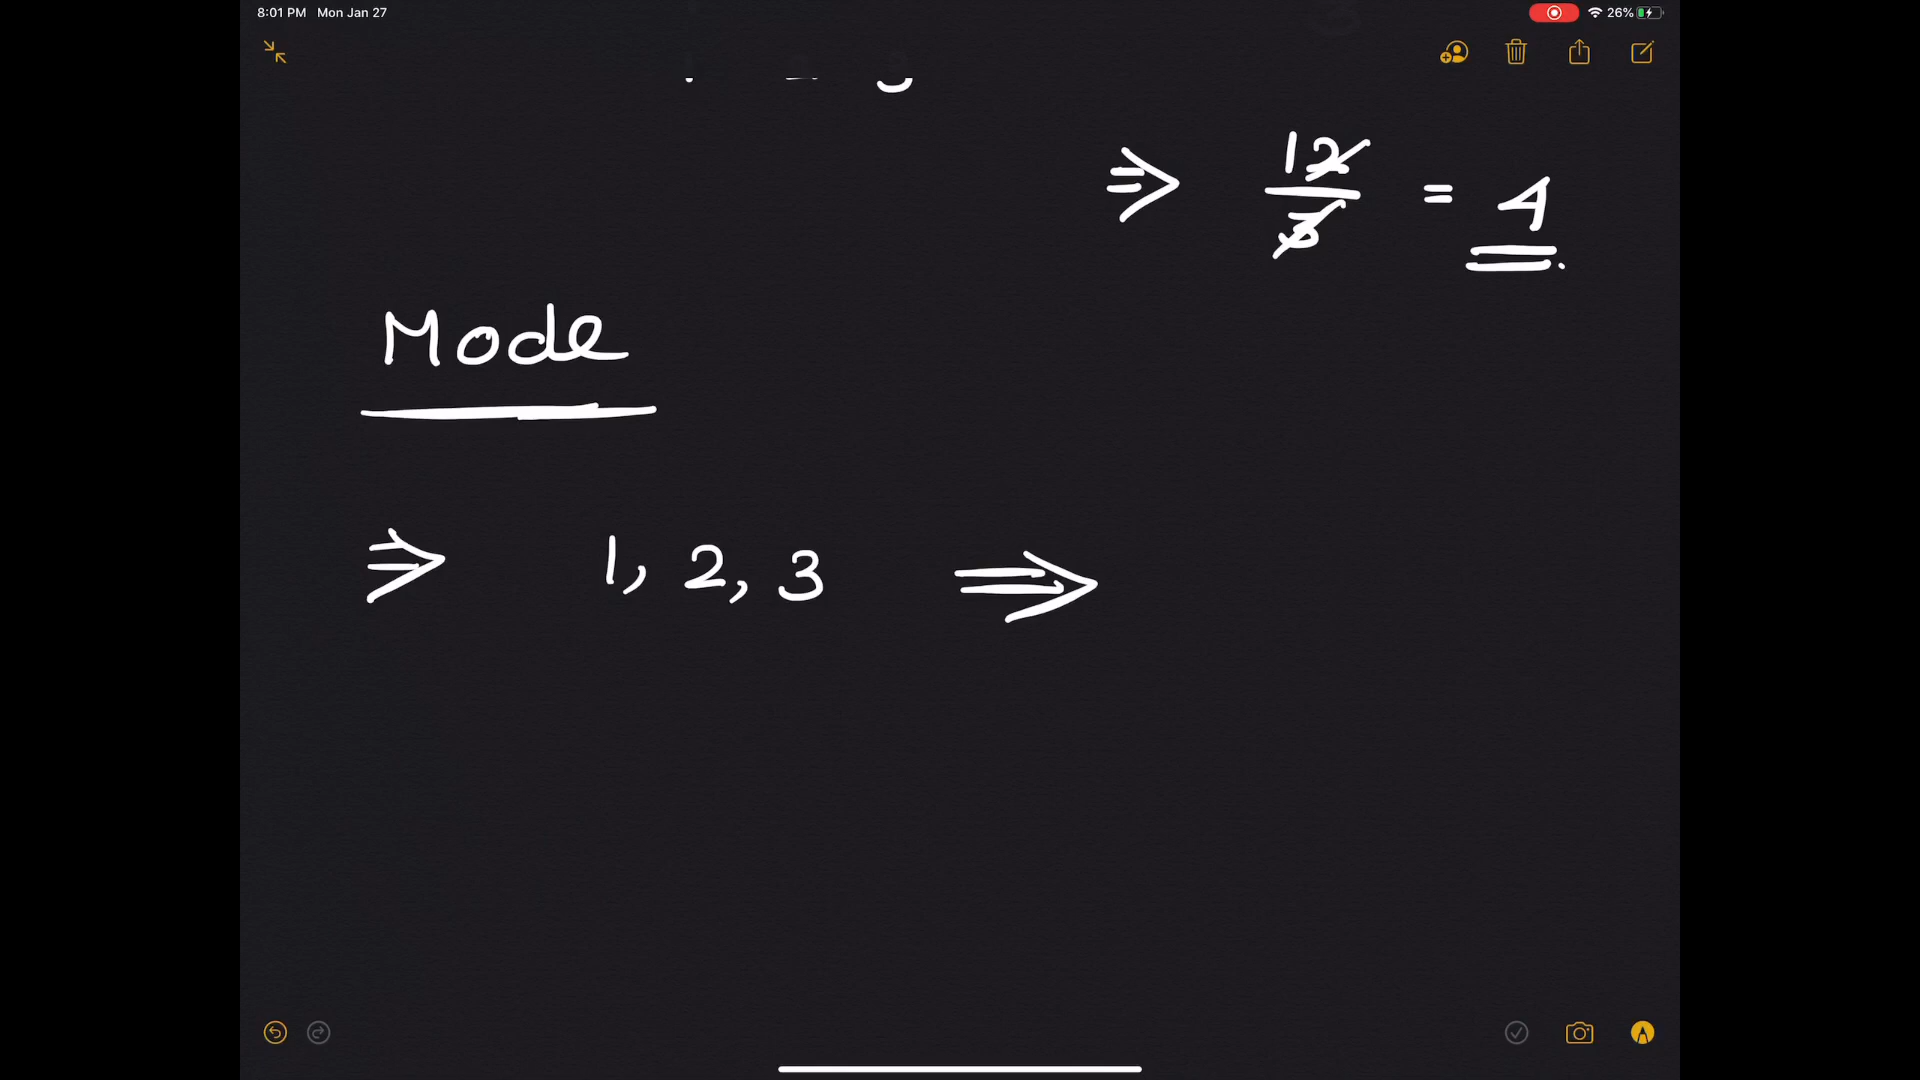 8:01 PM Mon Jan 27
26%
⇒ 12/3 = 4.
Mode
⇒ 1, 2, 3 ⇒